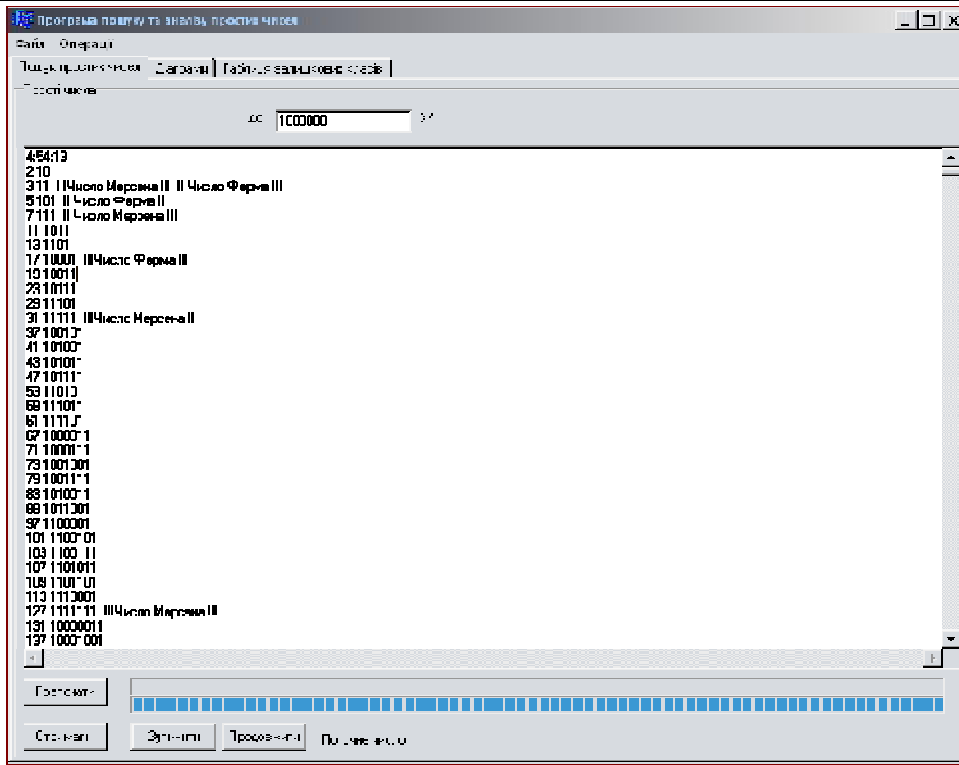 Програма пошуку та аналізу простих чисел
Файл Операції
Пошук простих чисел Діаграми Таблиця залишкових класів
Прості числа
до 1000000
4:54:13
2 10
3 11 !!!Число Мерсена!!! !!! Число Ферма!!!
5 101 !!! Число Ферма!!!
7 111 !!! Число Мерсена!!!
11 1011
13 1101
17 10001 !!!Число Ферма!!!
19 10011
23 10111
29 11101
31 11111 !!!Число Мерсена!!!
37 100101
41 101001
43 101011
47 101111
53 110101
59 111011
61 111101
67 1000011
71 1000111
73 1001001
79 1001111
83 1010011
89 1011001
97 1100001
101 1100101
103 1100111
107 1101011
109 1101101
113 1110001
127 1111111 !!!Число Мерсена!!!
131 10000011
137 10001001
Розпочати
Зупинити Продовжити Поточне число